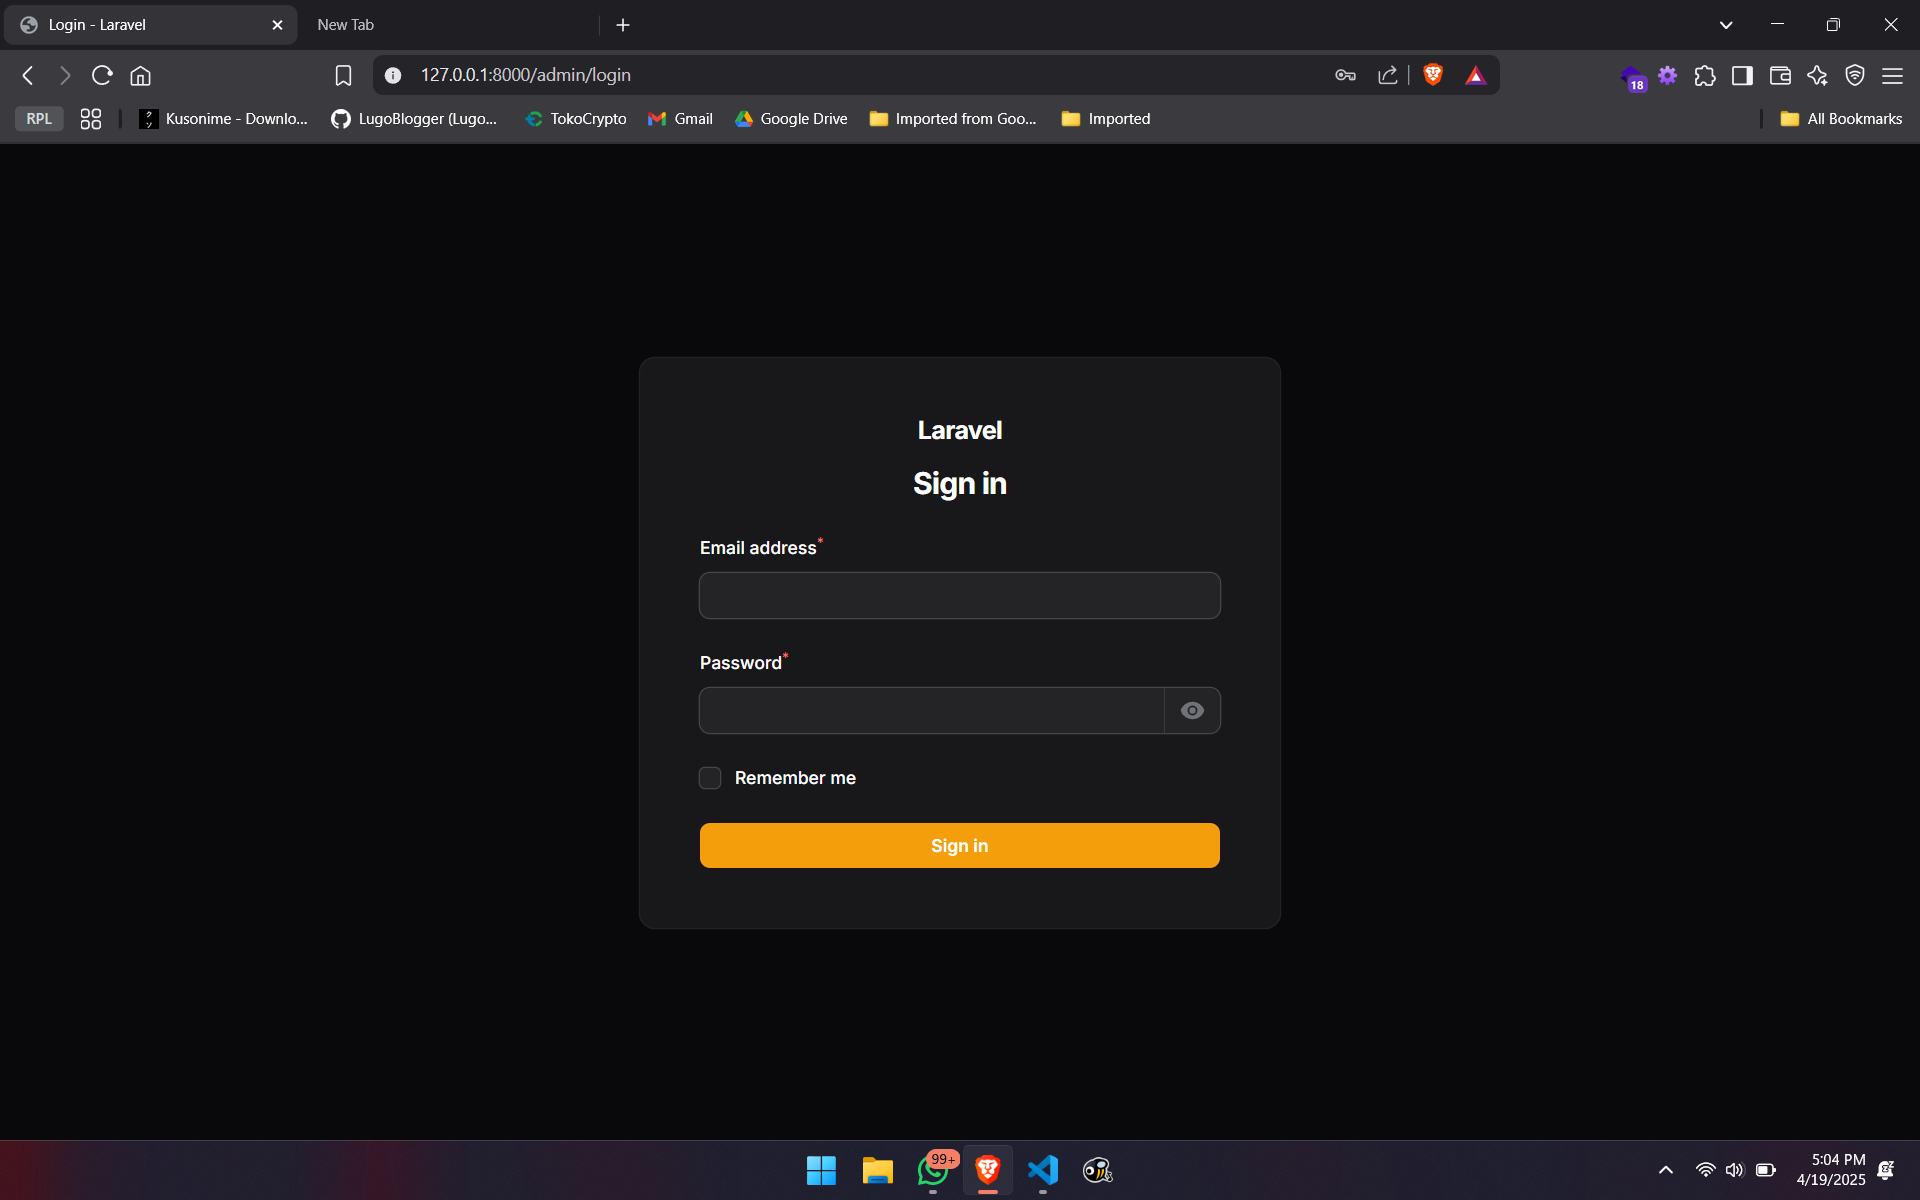 Login - Laravel
New Tab
127.0.0.1:8000/admin/login
18
RPL
Kusonime - Downlo...
LugoBlogger (Lugo...
TokoCrypto
Gmail
Google Drive
Imported from Goo...
Imported
All Bookmarks
Laravel
Sign in
Email address*
Password*
Remember me
Sign in
99+
5:04 PM
4/19/2025